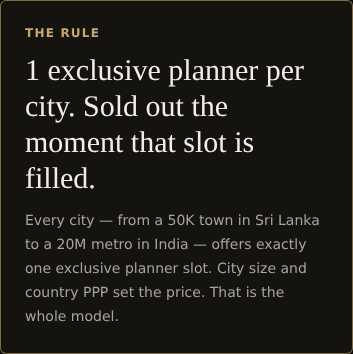 THE RULE
1 exclusive planner per
city. Sold out the
moment that slot is
filled.
Every city — from a 50K town in Sri Lanka
to a 20M metro in India — offers exactly
one exclusive planner slot. City size and
country PPP set the price. That is the
whole model.